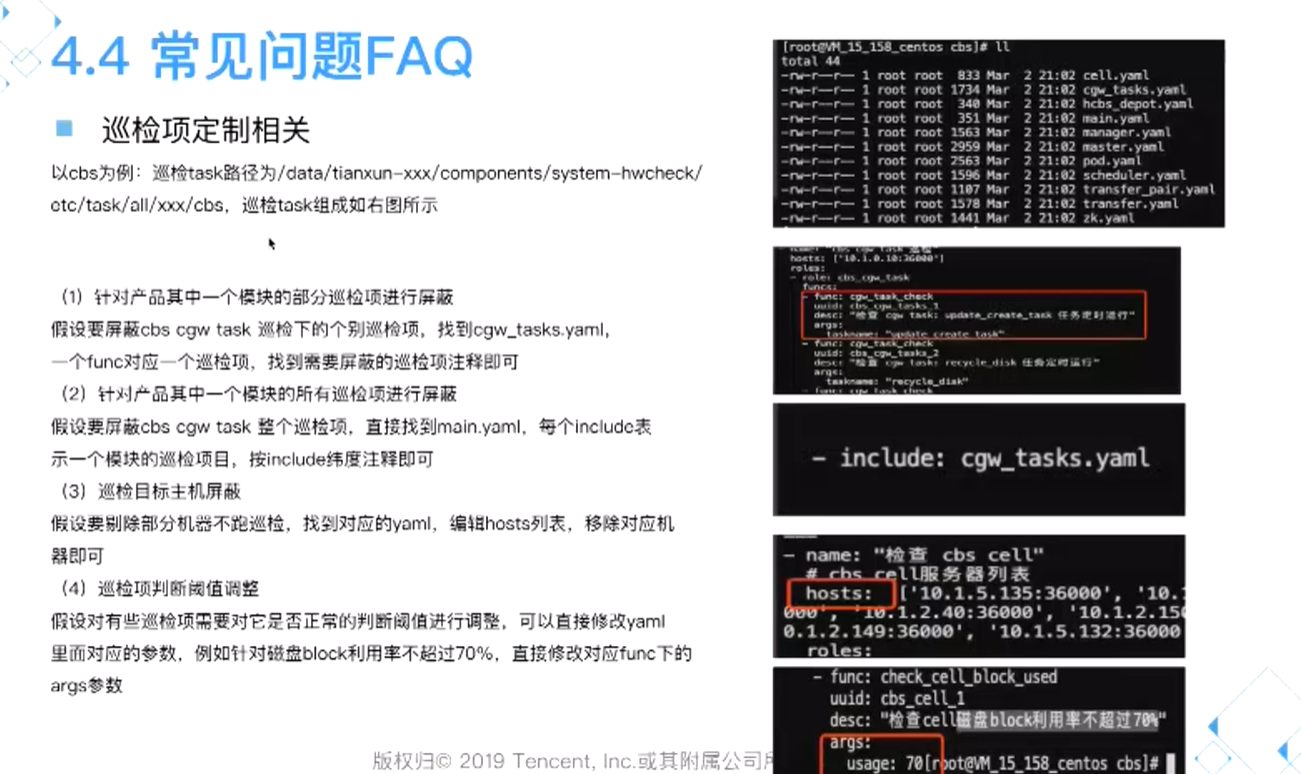 4.4 常见问题FAQ
巡检项定制相关
以cbs为例：巡检task路径为/data/tianxun-xxx/components/system-hwcheck/
etc/task/all/xxx/cbs，巡检task组成如右图所示
（1）针对产品其中一个模块的部分巡检项进行屏蔽
假设要屏蔽cbs cgw task 巡检下的个别巡检项，找到cgw_tasks.yaml，
一个func对应一个巡检项，找到需要屏蔽的巡检项注释即可
（2）针对产品其中一个模块的所有巡检项进行屏蔽
假设要屏蔽cbs cgw task 整个巡检项，直接找到main.yaml，每个include表
示一个模块的巡检项目，按include纬度注释即可
（3）巡检目标主机屏蔽
假设要剔除部分机器不跑巡检，找到对应的yaml，编辑hosts列表，移除对应机
器即可
（4）巡检项判断阈值调整
假设对有些巡检项需要对它是否正常的判断阈值进行调整，可以直接修改yaml
里面对应的参数，例如针对磁盘block利用率不超过70%，直接修改对应func下的
args参数
[root@VM_15_158_centos cbs]# ll
total 44
-rw-r--r-- 1 root root 833 Mar 2 21:02 cell.yaml
-rw-r--r-- 1 root root 1734 Mar 2 21:02 cgw_tasks.yaml
-rw-r--r-- 1 root root 340 Mar 2 21:02 hcbs_depot.yaml
-rw-r--r-- 1 root root 351 Mar 2 21:02 main.yaml
-rw-r--r-- 1 root root 1563 Mar 2 21:02 manager.yaml
-rw-r--r-- 1 root root 2959 Mar 2 21:02 master.yaml
-rw-r--r-- 1 root root 2563 Mar 2 21:02 pod.yaml
-rw-r--r-- 1 root root 1596 Mar 2 21:02 scheduler.yaml
-rw-r--r-- 1 root root 1107 Mar 2 21:02 transfer_pair.yaml
-rw-r--r-- 1 root root 1578 Mar 2 21:02 transfer.yaml
-rw-r--r-- 1 root root 1441 Mar 2 21:02 zk.yaml
- name: "cbs cgw task 巡检"
hosts: ['10.1.0.10:36000']
roles:
- role: cbs_cgw_task
funcs:
- func: cgw_task_check
uuid: cbs_cgw_tasks_1
desc: "检查 cgw task: update_create_task 任务定时运行"
args:
taskname: "update_create_task"
- func: cgw_task_check
uuid: cbs_cgw_tasks_2
desc: "检查 cgw task: recycle_disk 任务定时运行"
args:
taskname: "recycle_disk"
- func: cgw_task_check
- include: cgw_tasks.yaml
- name: "检查 cbs cell"
# cbs cell服务器列表
hosts: ['10.1.5.135:36000', '10.1
000', '10.1.2.40:36000', '10.1.2.150
0.1.2.149:36000', '10.1.5.132:36000
roles:
- func: check_cell_block_used
uuid: cbs_cell_1
desc: "检查cell磁盘block利用率不超过70%"
args:
usage: 70[root@VM_15_158_centos cbs]#
版权归© 2019 Tencent, Inc.或其附属公司所